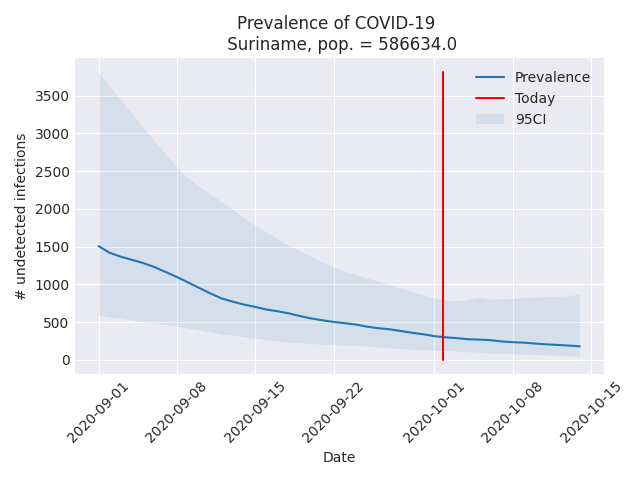 Prevalence of COVID-19
Suriname, pop. = 586634.0
Prevalence
Today
95CI
# undetected infections
3500
3000
2500
2000
1500
1000
500
0
2020-09-01
2020-09-08
2020-09-15
2020-09-22
2020-10-01
2020-10-08
2020-10-15
Date